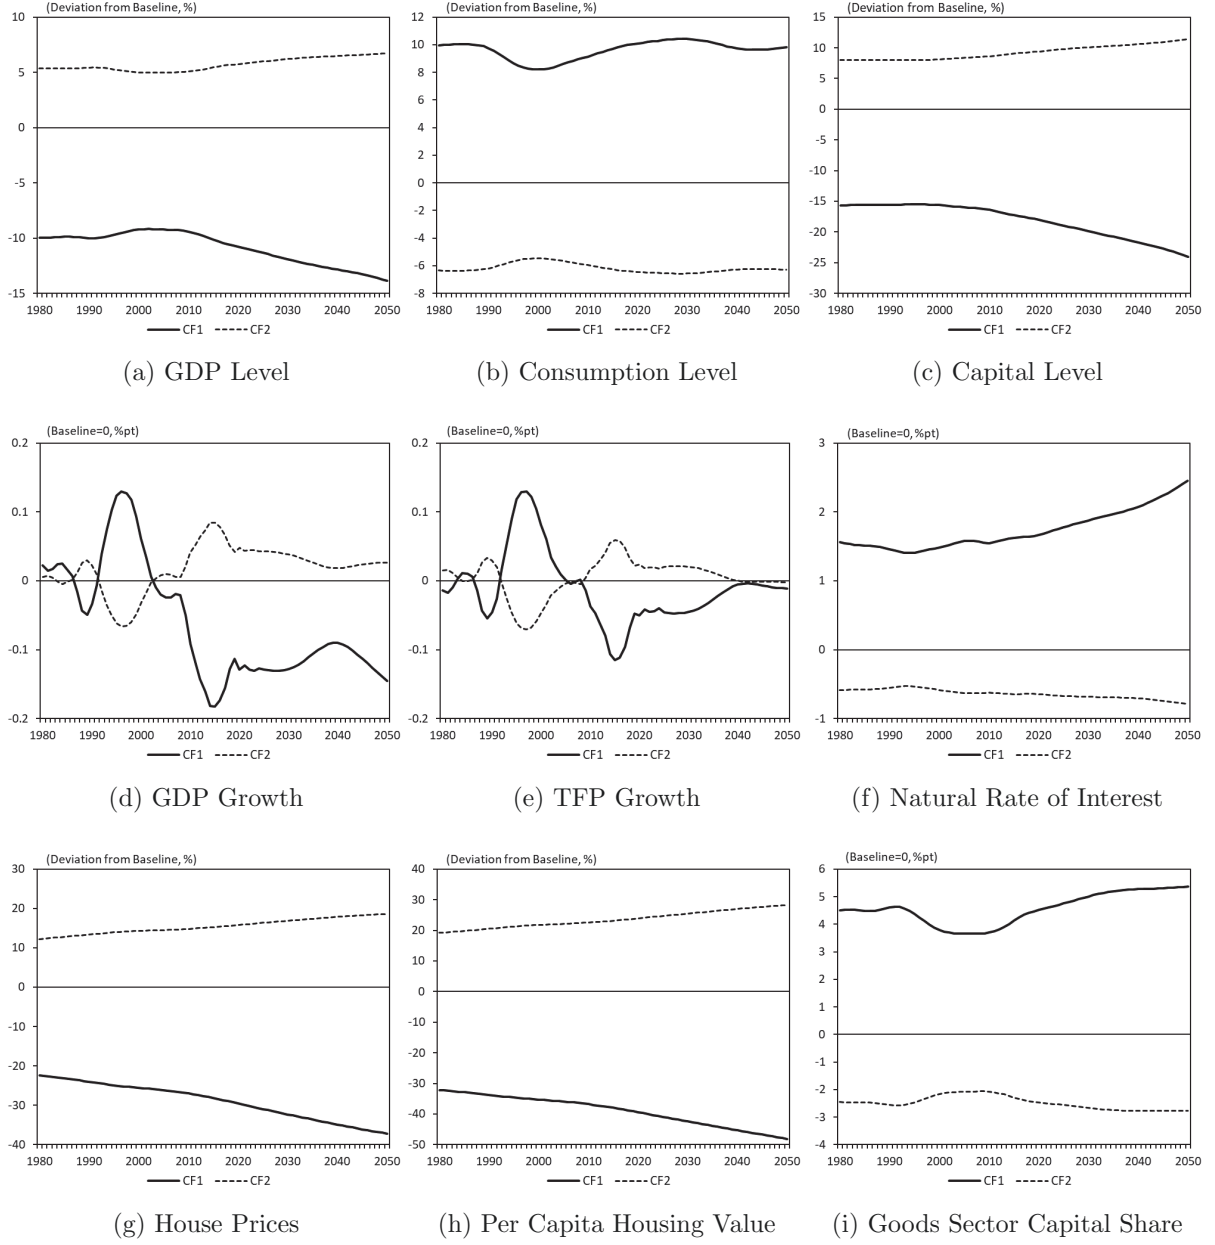 (Deviation from Baseline, %)
10
5
0
-5
-10
-15
1980 1990 2000 2010 2020 2030 2040 2050
CF1 CF2
(a) GDP Level
(Deviation from Baseline, %)
12
10
8
6
4
2
0
-2
-4
-6
-8
1980 1990 2000 2010 2020 2030 2040 2050
CF1 CF2
(b) Consumption Level
(Deviation from Baseline, %)
15
10
5
0
-5
-10
-15
-20
-25
-30
1980 1990 2000 2010 2020 2030 2040 2050
CF1 CF2
(c) Capital Level
(Baseline=0, %pt)
0.2
0.1
0
-0.1
-0.2
1980 1990 2000 2010 2020 2030 2040 2050
CF1 CF2
(d) GDP Growth
(Baseline=0, %pt)
0.2
0.1
0
-0.1
-0.2
1980 1990 2000 2010 2020 2030 2040 2050
CF1 CF2
(e) TFP Growth
(Baseline=0, %pt)
3
2
1
0
-1
1980 1990 2000 2010 2020 2030 2040 2050
CF1 CF2
(f) Natural Rate of Interest
(Deviation from Baseline, %)
30
20
10
0
-10
-20
-30
-40
1980 1990 2000 2010 2020 2030 2040 2050
CF1 CF2
(g) House Prices
(Deviation from Baseline, %)
40
30
20
10
0
-10
-20
-30
-40
-50
1980 1990 2000 2010 2020 2030 2040 2050
CF1 CF2
(h) Per Capita Housing Value
(Baseline=0, %pt)
6
5
4
3
2
1
0
-1
-2
-3
-4
1980 1990 2000 2010 2020 2030 2040 2050
CF1 CF2
(i) Goods Sector Capital Share